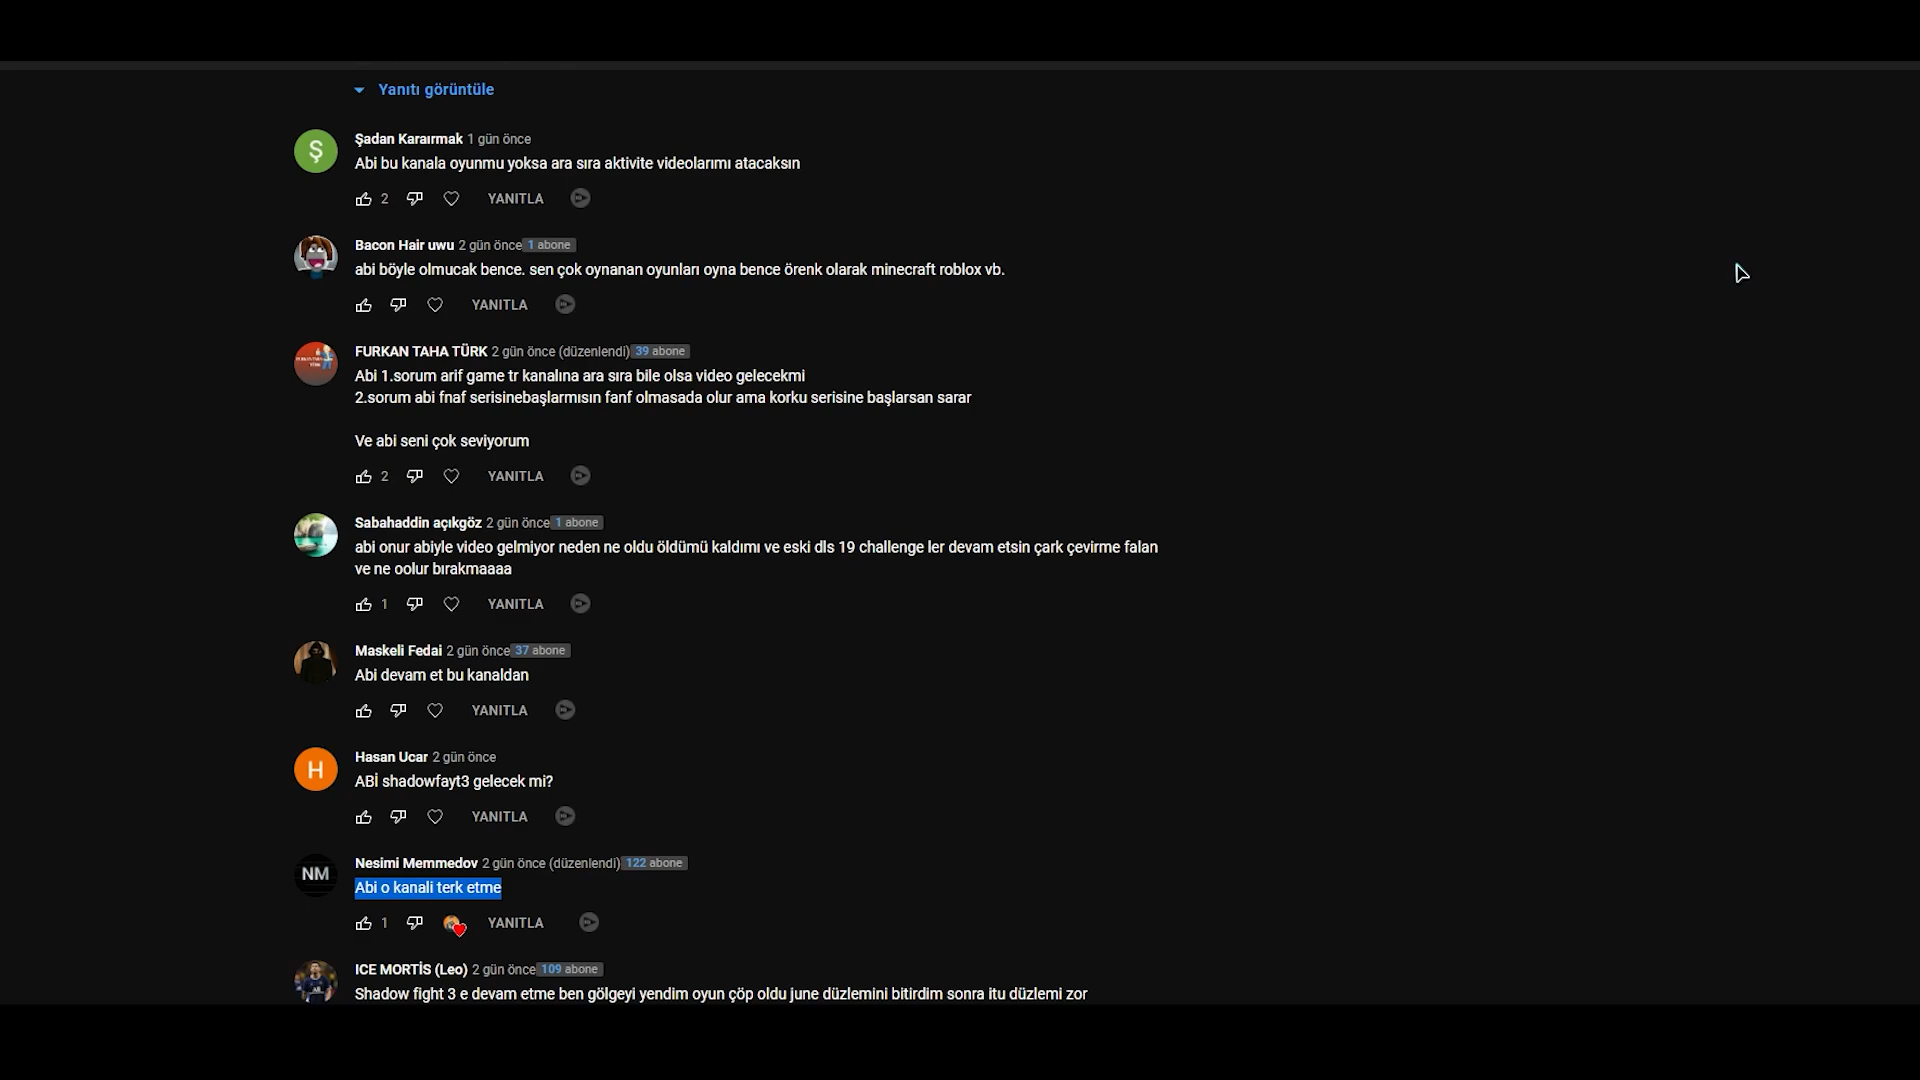 Yanıtı görüntüle
Ş
Şadan Karaırmak 1 gün önce
Abi bu kanala oyunmu yoksa ara sıra aktivite videolarımı atacaksın
2 YANITLA
Bacon Hair uwu 2 gün önce 1 abone
abi böyle olmucak bence. sen çok oynanan oyunları oyna bence örenk olarak minecraft roblox vb.
YANITLA
FURKAN TAHA TÜRK 2 gün önce (düzenlendi) 39 abone
Abi 1.sorum arif game tr kanalına ara sıra bile olsa video gelecekmi
2.sorum abi fnaf serisinebaşlarmısın fanf olmasada olur ama korku serisine başlarsan sarar
Ve abi seni çok seviyorum
2 YANITLA
Sabahaddin açıkgöz 2 gün önce 1 abone
abi onur abiyle video gelmiyor neden ne oldu öldümü kaldımı ve eski dls 19 challenge ler devam etsin çark çevirme falan
ve ne oolur bırakmaaaa
1 YANITLA
Maskeli Fedai 2 gün önce 37 abone
Abi devam et bu kanaldan
YANITLA
H
Hasan Ucar 2 gün önce
ABİ shadowfayt3 gelecek mi?
YANITLA
NM
Nesimi Memmedov 2 gün önce (düzenlendi) 122 abone
Abi o kanali terk etme
1 YANITLA
ICE MORTİS (Leo) 2 gün önce 109 abone
Shadow fight 3 e devam etme ben gölgeyi yendim oyun çöp oldu june düzlemini bitirdim sonra itu düzlemi zor